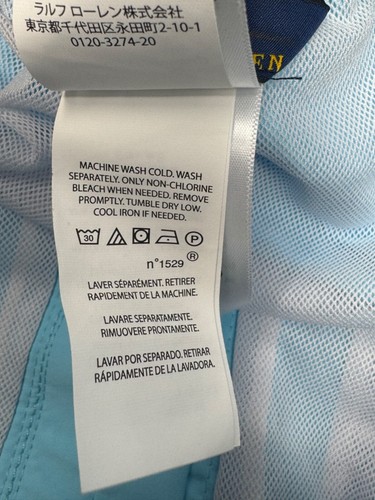 ラルフ ローレン株式会社
東京都千代田区永田町2-10-1
0120-3274-20
EN
MACHINE WASH COLD. WASH
SEPARATELY. ONLY NON-CHLORINE
BLEACH WHEN NEEDED. REMOVE
PROMPTLY. TUMBLE DRY LOW.
COOL IRON IF NEEDED.
30 P
n°1529 ®
LAVER SÉPARÉMENT. RETIRER
RAPIDEMENT DE LA MACHINE.
LAVARE SEPARATAMENTE.
RIMUOVERE PRONTAMENTE.
LAVAR POR SEPARADO. RETIRAR
RÁPIDAMENTE DE LA LAVADORA.